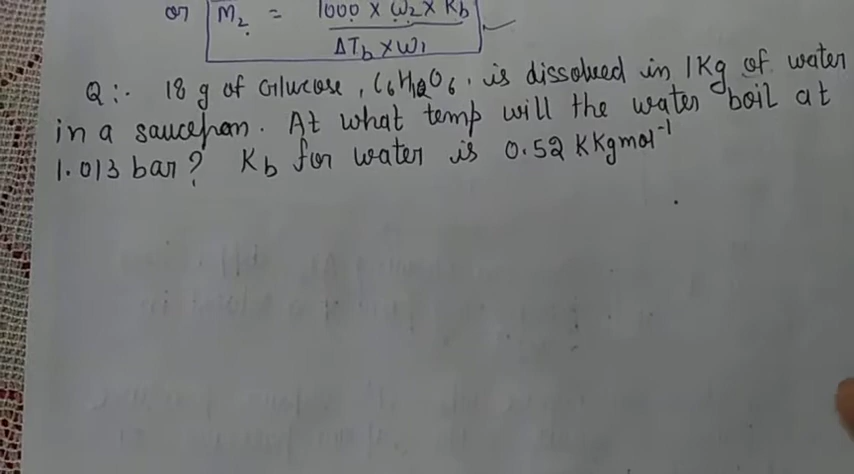 or M₂ = 1000 × W₂ × Kb
ΔTb × W₁
Q:- 18 g of Glucose, C₆H₁₂O₆, is dissolved in 1Kg of water
in a saucepan. At what temp will the water boil at
1.013 bar? Kb for water is 0.52 K Kg mol⁻¹